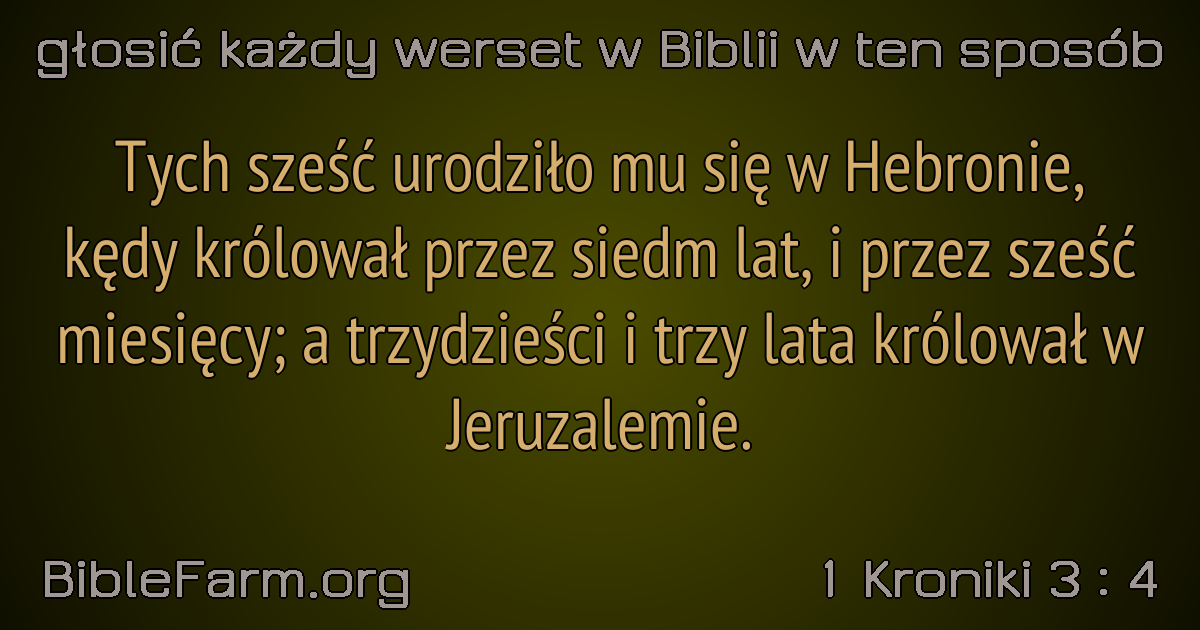 głosić każdy werset w Biblii w ten sposób
Tych sześć urodziło mu się w Hebronie,
kędy królował przez siedm lat, i przez sześć
miesięcy; a trzydzieści i trzy lata królował w
Jeruzalemie.
BibleFarm.org
1 Kroniki 3 : 4